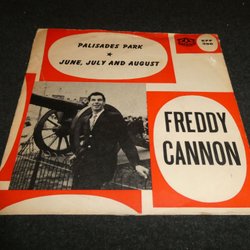 PALISADES PARK
JUNE, JULY AND AUGUST
FREDDY
CANNON